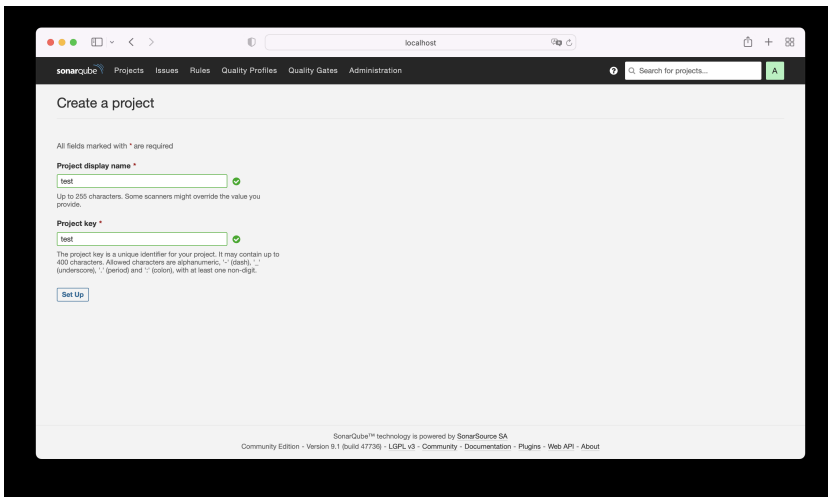 localhost
sonarqube Projects Issues Rules Quality Profiles Quality Gates Administration Search for projects... A
Create a project
All fields marked with * are required
Project display name *
test
Up to 255 characters. Some scanners might override the value you
provide.
Project key *
test
The project key is a unique identifier for your project. It may contain up to
400 characters. Allowed characters are alphanumeric, '-' (dash), '_'
(underscore), '.' (period) and ':' (colon), with at least one non-digit.
Set Up
SonarQube™ technology is powered by SonarSource SA
Community Edition - Version 9.1 (build 47736) - LGPL v3 - Community - Documentation - Plugins - Web API - About